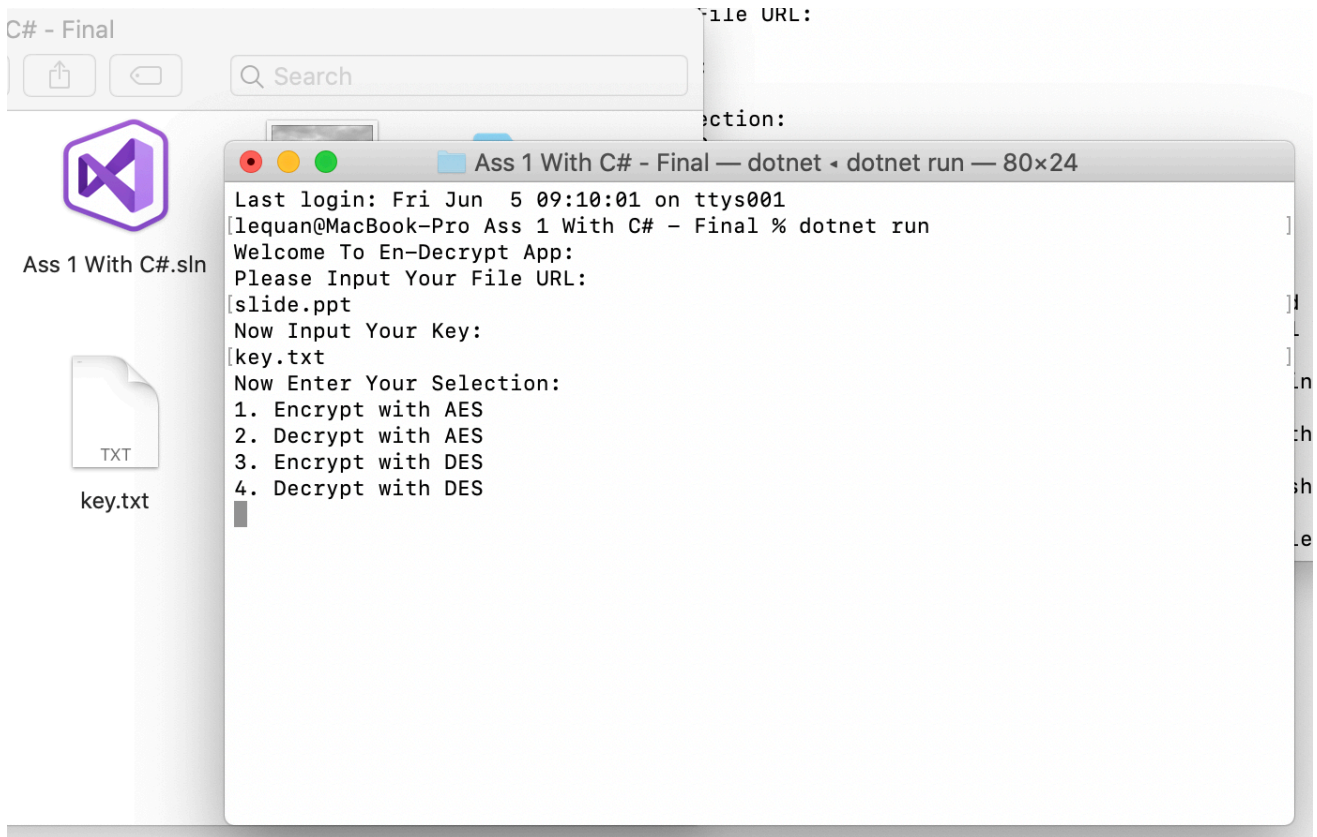 C# - Final
Search
Ass 1 With C#.sln
TXT
key.txt
File URL:
ection:
Ass 1 With C# - Final — dotnet ◂ dotnet run — 80×24
Last login: Fri Jun  5 09:10:01 on ttys001
[lequan@MacBook-Pro Ass 1 With C# - Final % dotnet run ]
Welcome To En-Decrypt App:
Please Input Your File URL:
[slide.ppt ]
Now Input Your Key:
[key.txt ]
Now Enter Your Selection:
1. Encrypt with AES
2. Decrypt with AES
3. Encrypt with DES
4. Decrypt with DES